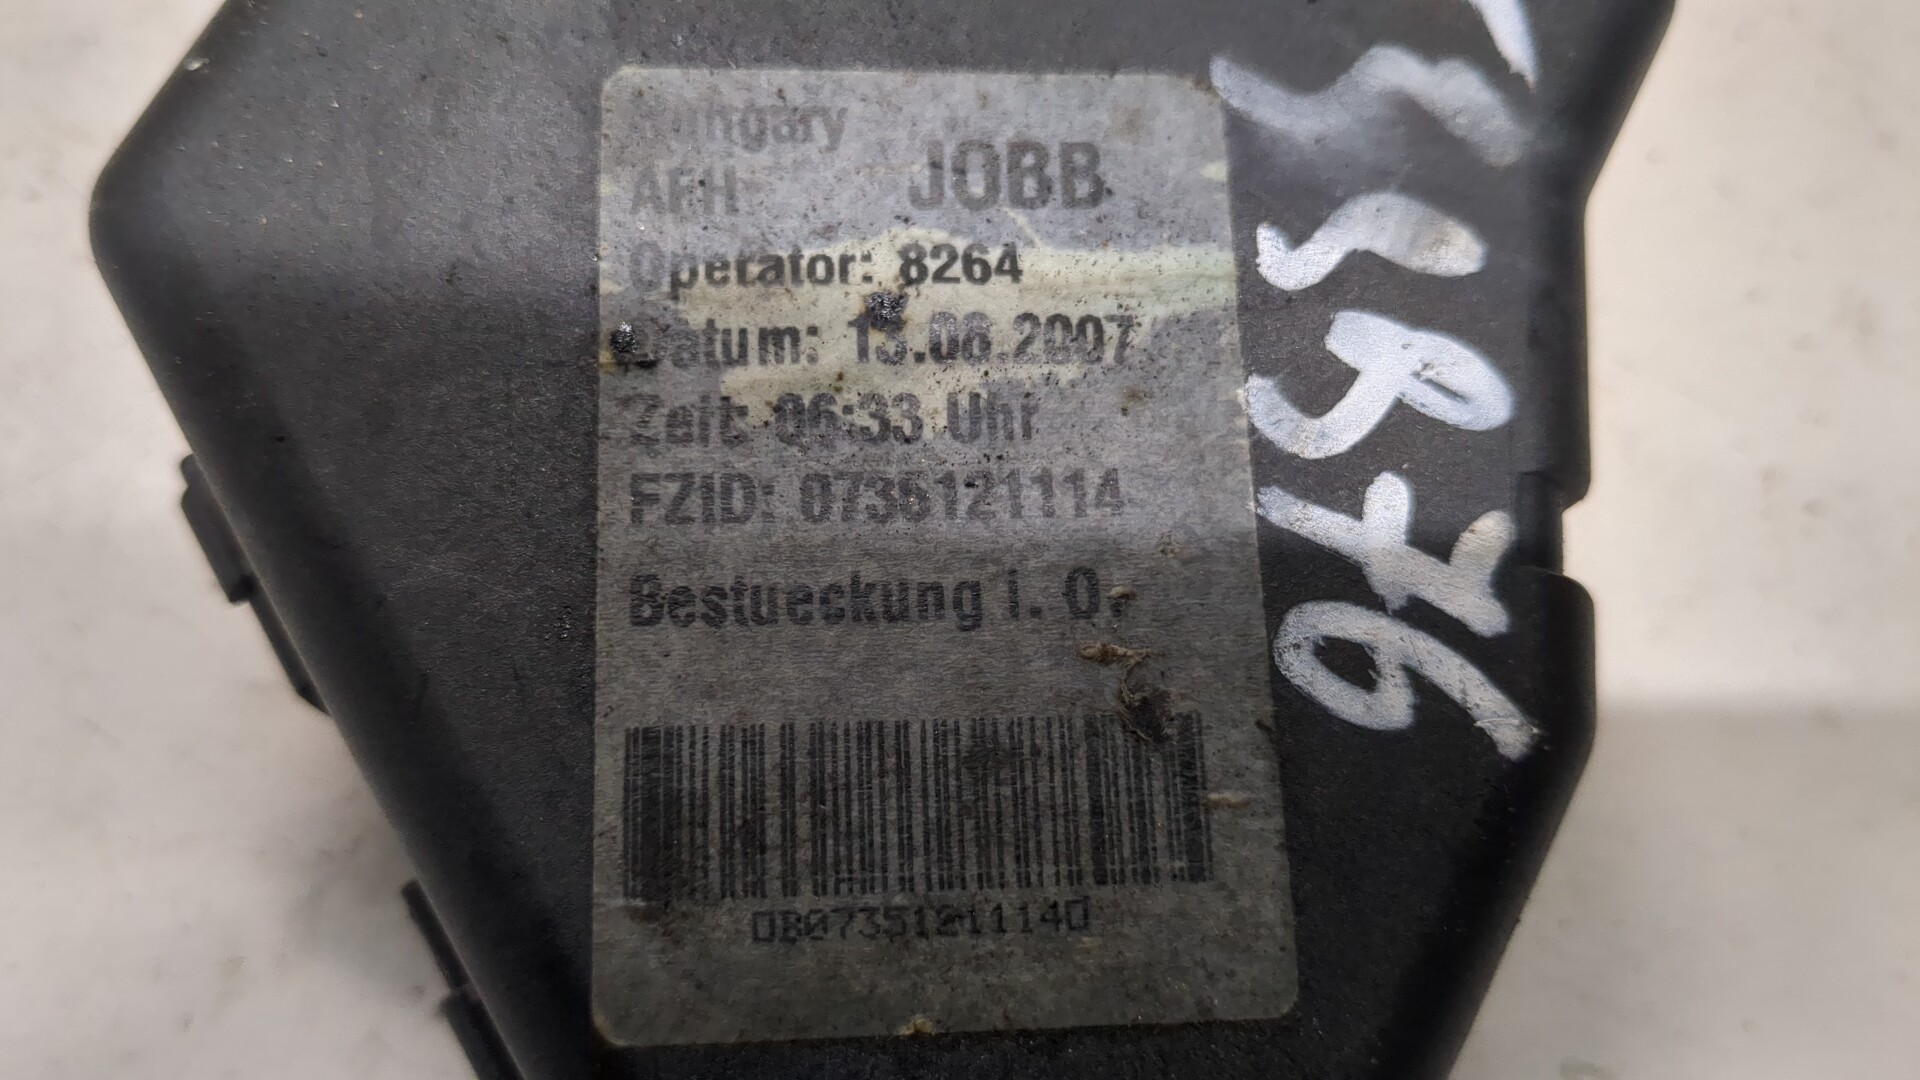 Hungary
AFH JOBB
Operator: 8264
Datum: 13.06.2007
Zeit: 06:33 Uhr
FZID: 0735121114
Bestueckung i. O.
0B07351211140